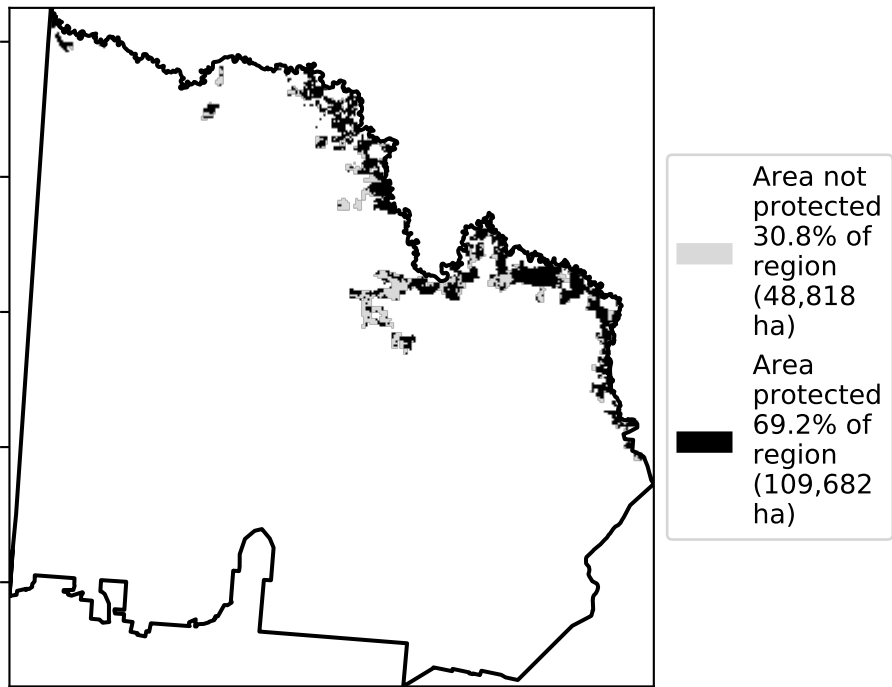 Area not
protected
30.8% of
region
(48,818
ha)
Area
protected
69.2% of
region
(109,682
ha)